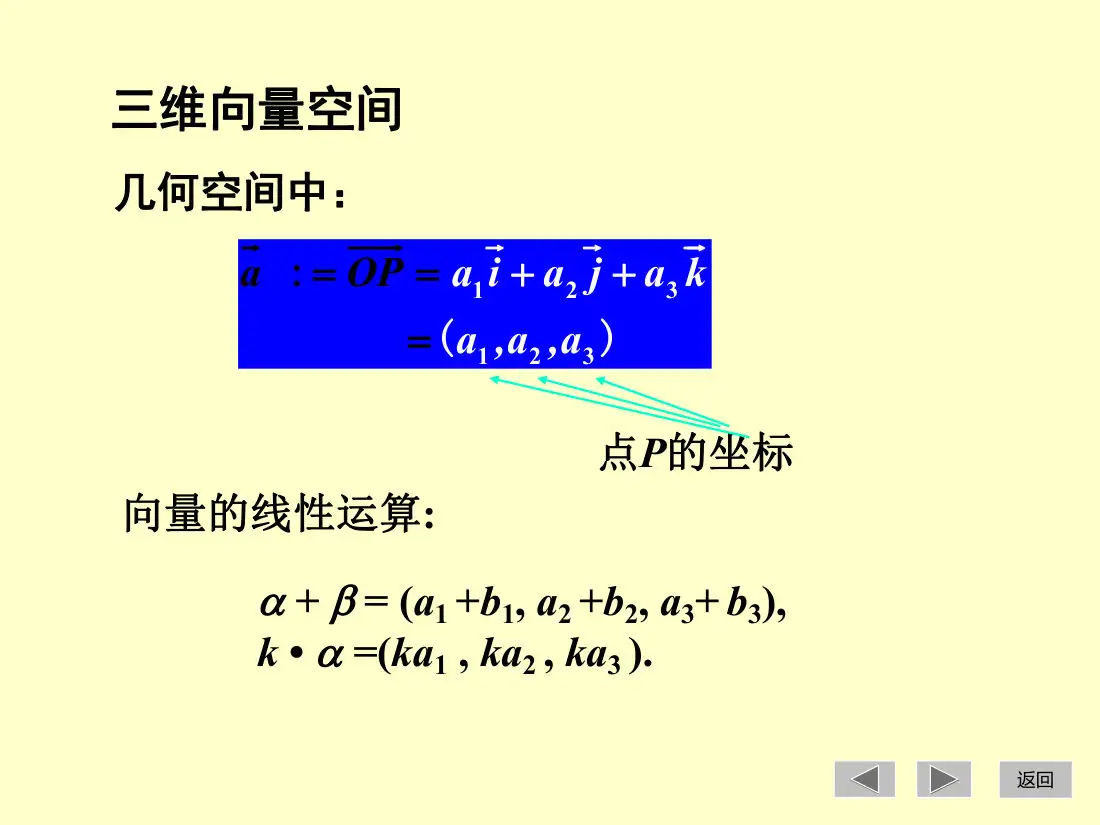 三维向量空间
几何空间中：
a⃗ := OP⃗ = a₁i⃗ + a₂j⃗ + a₃k⃗
=(a₁,a₂,a₃)
点P的坐标
向量的线性运算:
α + β = (a₁ +b₁, a₂ +b₂, a₃+ b₃),
k • α =(ka₁ , ka₂ , ka₃ ).
返回